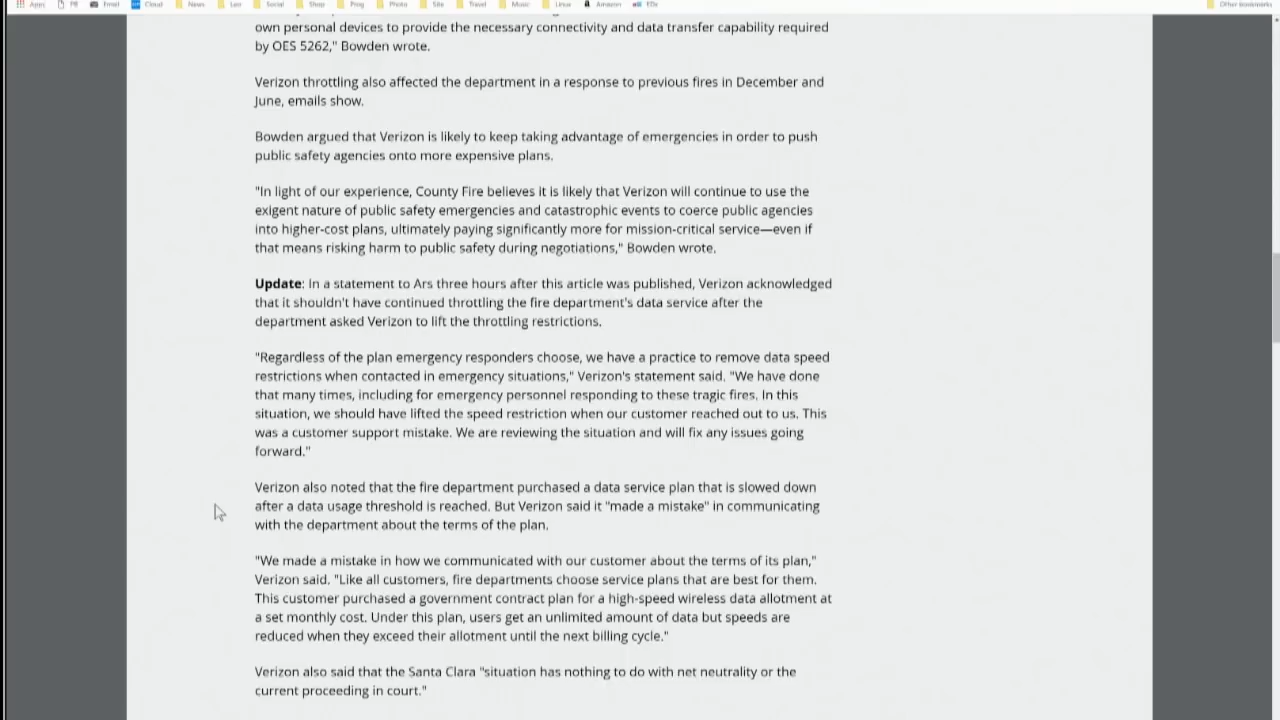 Apps FB Email Cloud News Lair Social Shop Prog Photo Site Travel Music Linux Amazon EDe Other Bookmarks
own personal devices to provide the necessary connectivity and data transfer capability required
by OES 5262," Bowden wrote.
Verizon throttling also affected the department in a response to previous fires in December and
June, emails show.
Bowden argued that Verizon is likely to keep taking advantage of emergencies in order to push
public safety agencies onto more expensive plans.
"In light of our experience, County Fire believes it is likely that Verizon will continue to use the
exigent nature of public safety emergencies and catastrophic events to coerce public agencies
into higher-cost plans, ultimately paying significantly more for mission-critical service—even if
that means risking harm to public safety during negotiations," Bowden wrote.
Update: In a statement to Ars three hours after this article was published, Verizon acknowledged
that it shouldn't have continued throttling the fire department's data service after the
department asked Verizon to lift the throttling restrictions.
"Regardless of the plan emergency responders choose, we have a practice to remove data speed
restrictions when contacted in emergency situations," Verizon's statement said. "We have done
that many times, including for emergency personnel responding to these tragic fires. In this
situation, we should have lifted the speed restriction when our customer reached out to us. This
was a customer support mistake. We are reviewing the situation and will fix any issues going
forward."
Verizon also noted that the fire department purchased a data service plan that is slowed down
after a data usage threshold is reached. But Verizon said it "made a mistake" in communicating
with the department about the terms of the plan.
"We made a mistake in how we communicated with our customer about the terms of its plan,"
Verizon said. "Like all customers, fire departments choose service plans that are best for them.
This customer purchased a government contract plan for a high-speed wireless data allotment at
a set monthly cost. Under this plan, users get an unlimited amount of data but speeds are
reduced when they exceed their allotment until the next billing cycle."
Verizon also said that the Santa Clara "situation has nothing to do with net neutrality or the
current proceeding in court."